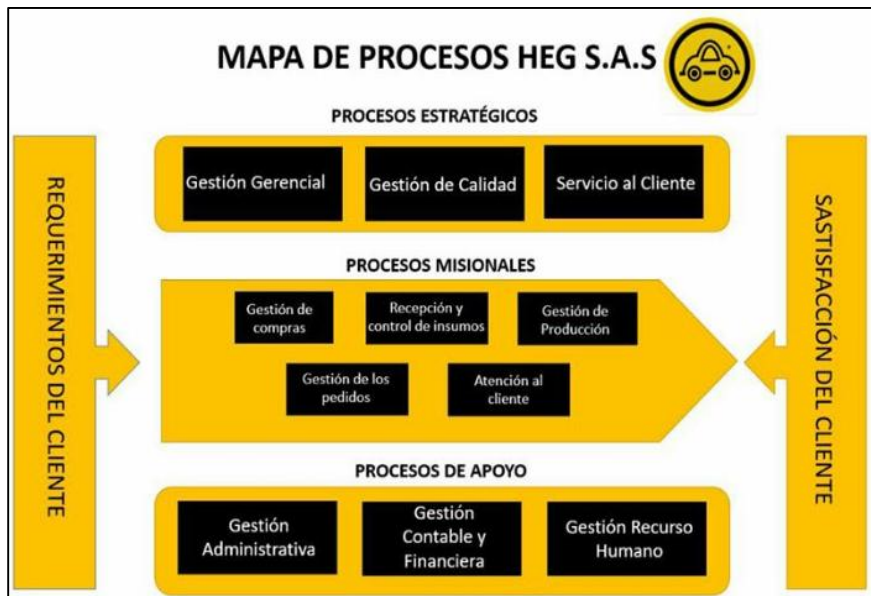 MAPA DE PROCESOS HEG S.A.S
REQUERIMIENTOS DEL CLIENTE
PROCESOS ESTRATÉGICOS
Gestión Gerencial
Gestión de Calidad
Servicio al Cliente
PROCESOS MISIONALES
Gestión de
compras
Recepción y
control de insumos
Gestión de
Producción
Gestión de los
pedidos
Atención al
cliente
PROCESOS DE APOYO
Gestión
Administrativa
Gestión
Contable y
Financiera
Gestión Recurso
Humano
SASTISFACCIÓN DEL CLIENTE